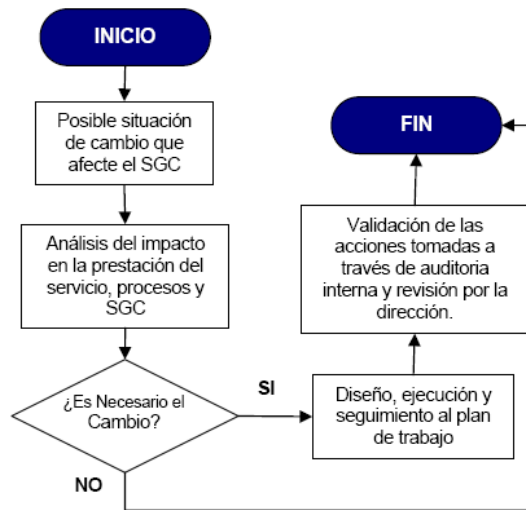 INICIO
Posible situación
de cambio que
afecte el SGC
Análisis del impacto
en la prestación del
servicio, procesos y
SGC
¿Es Necesario el
Cambio?
SI
NO
Diseño, ejecución y
seguimiento al plan
de trabajo
Validación de las
acciones tomadas a
través de auditoria
interna y revisión por la
dirección.
FIN